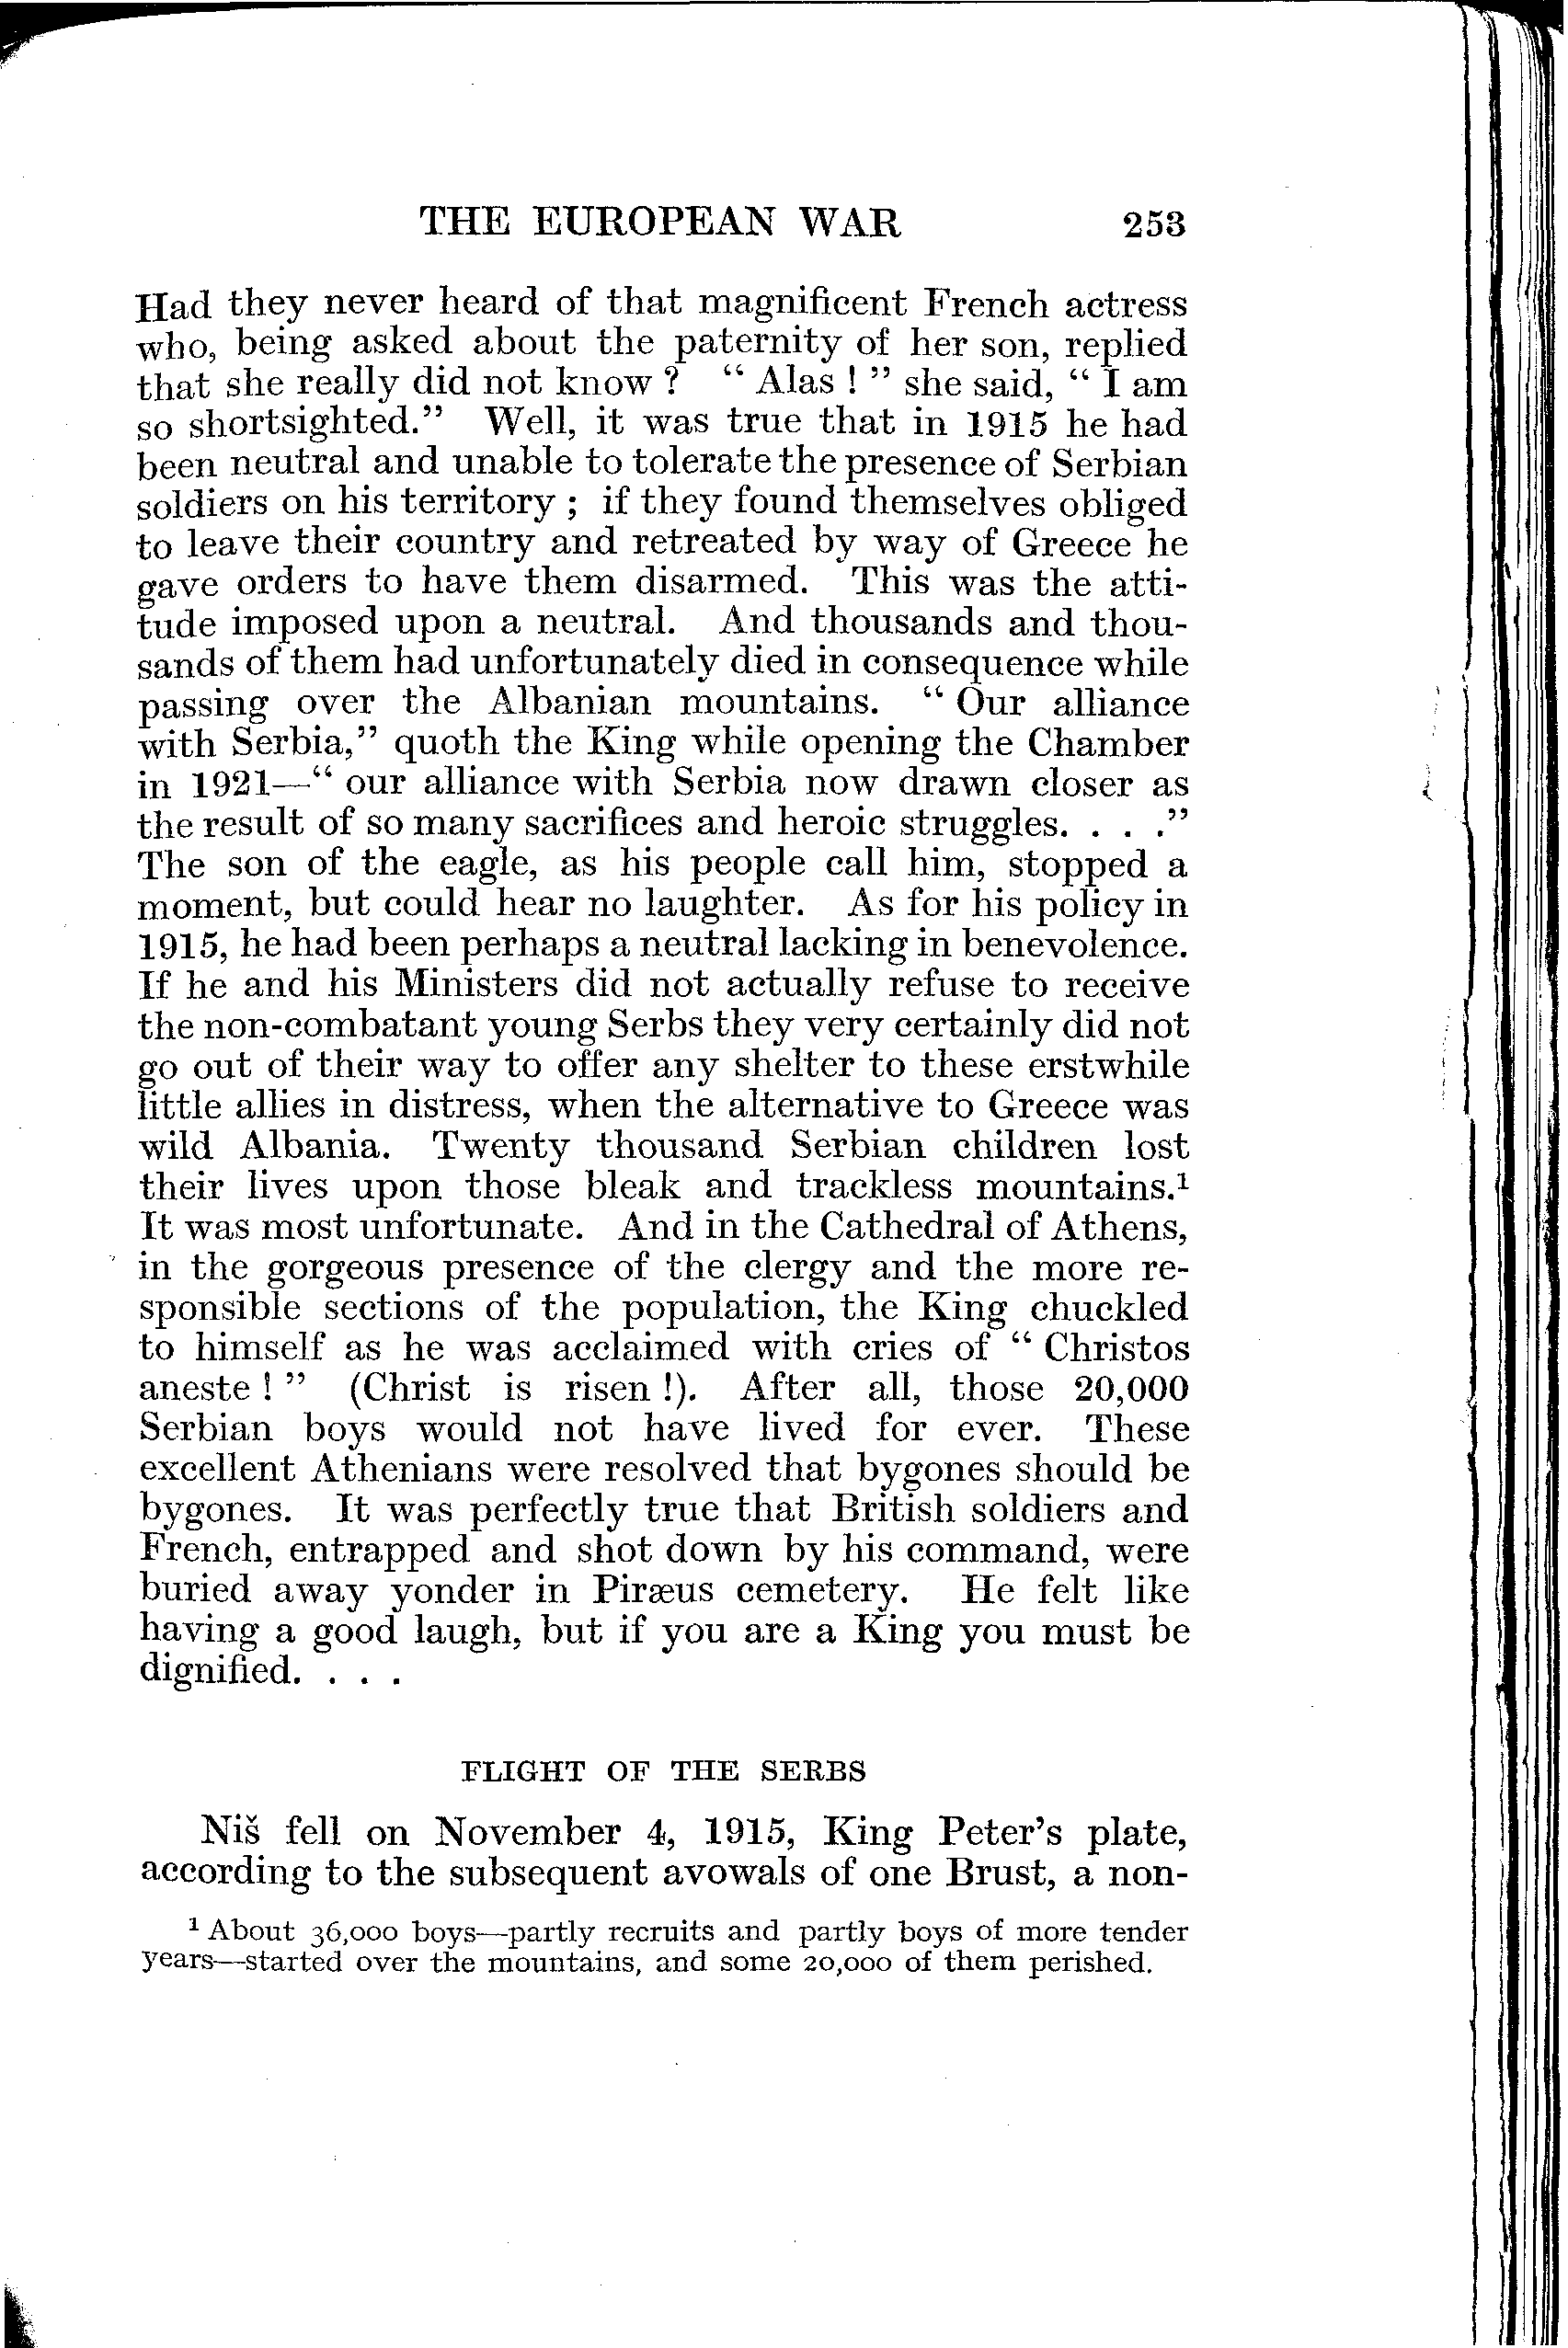 THE EUROPEAN WAR 253
Had they never heard of that magnificent French actress
who, being asked about the paternity of her son, replied
that she really did not know ? “ Alas ! ” she said, “ I am
so shortsighted.” Well, it was true that in 1915 he had
been neutral and unable to tolerate the presence of Serbian
soldiers on his territory ; if they found themselves obliged
to leave their country and retreated by way of Greece he
gave orders to have them disarmed. This was the atti-
tude imposed upon a neutral. And thousands and thou-
sands of them had unfortunately died in consequence while
passing over the Albanian mountains. “ Our alliance
with Serbia,” quoth the King while opening the Chamber
in 1921—“ our alliance with Serbia now drawn closer as
the result of so many sacrifices and heroic struggles. . . .”
The son of the eagle, as his people call him, stopped a
moment, but could hear no laughter. As for his policy in
1915, he had been perhaps a neutral lacking in benevolence.
If he and his Ministers did not actually refuse to receive
the non-combatant young Serbs they very certainly did not
go out of their way to offer any shelter to these erstwhile
little allies in distress, when the alternative to Greece was
wild Albania. Twenty thousand Serbian children lost
their lives upon those bleak and trackless mountains.¹
It was most unfortunate. And in the Cathedral of Athens,
in the gorgeous presence of the clergy and the more re-
sponsible sections of the population, the King chuckled
to himself as he was acclaimed with cries of “ Christos
aneste ! ” (Christ is risen !). After all, those 20,000
Serbian boys would not have lived for ever. These
excellent Athenians were resolved that bygones should be
bygones. It was perfectly true that British soldiers and
French, entrapped and shot down by his command, were
buried away yonder in Piræus cemetery. He felt like
having a good laugh, but if you are a King you must be
dignified. . . .
FLIGHT OF THE SERBS
Niš fell on November 4, 1915, King Peter’s plate,
according to the subsequent avowals of one Brust, a non-
¹ About 36,000 boys—partly recruits and partly boys of more tender
years—started over the mountains, and some 20,000 of them perished.